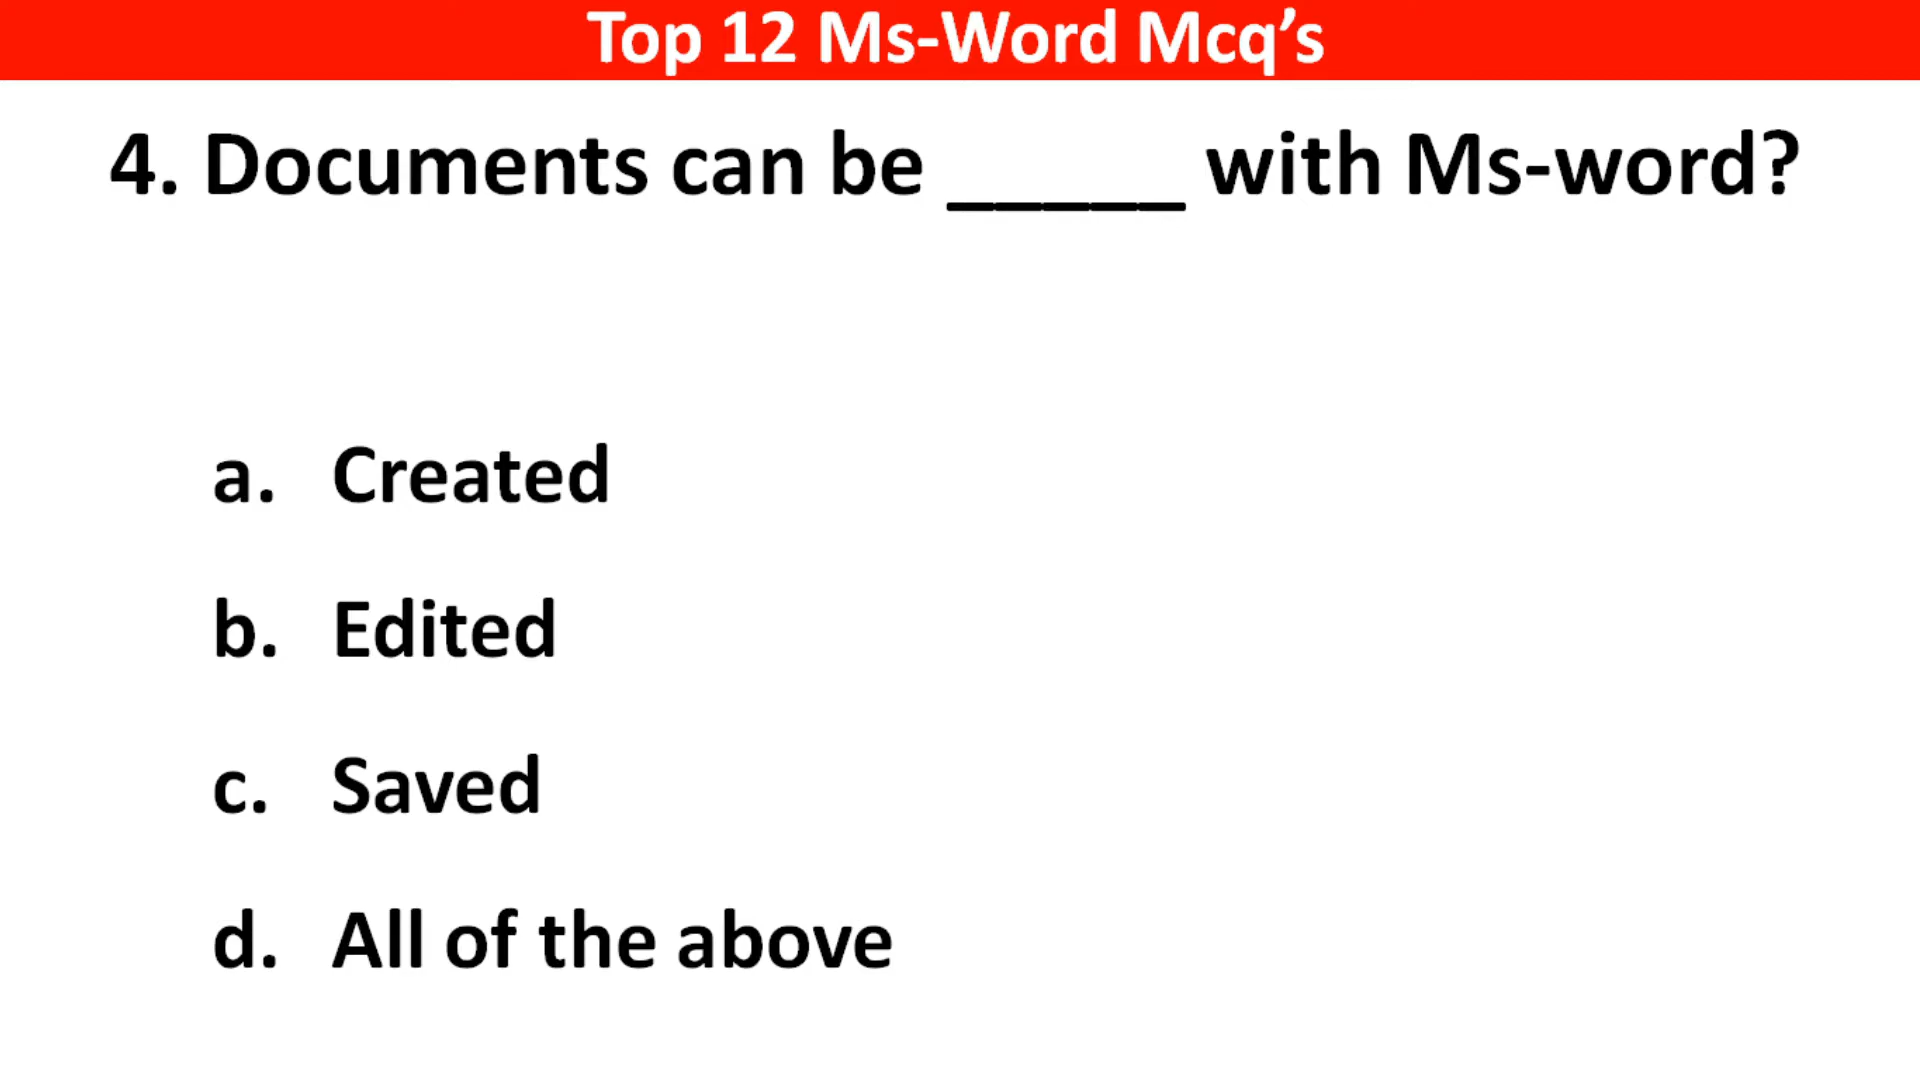 Top 12 Ms-Word Mcq’s
4. Documents can be _____ with Ms-word?
a. Created
b. Edited
c. Saved
d. All of the above